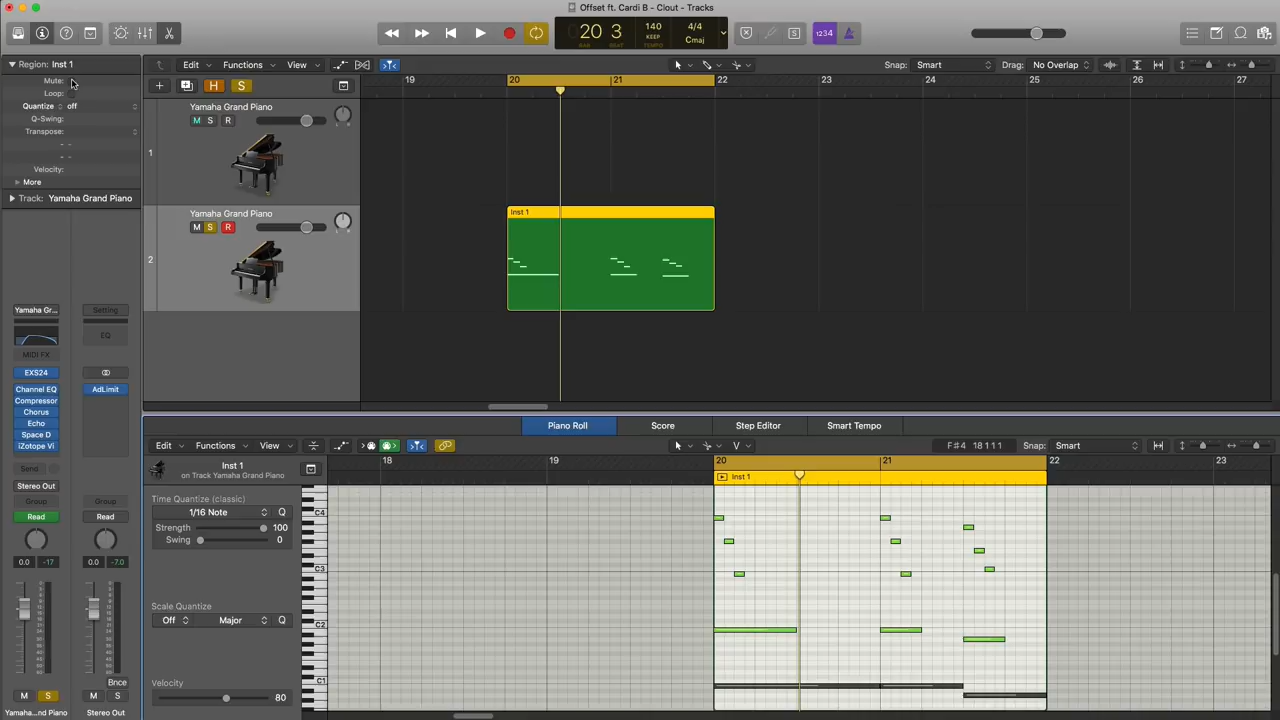 Offset ft. Cardi B - Clout - Tracks
20 3
BAR
BEAT
140
KEEP
TEMPO
4/4
Cmaj
1234
S
Region: Inst 1
Mute:
Loop:
Quantize off
Q-Swing:
Transpose:
Velocity:
More
Track: Yamaha Grand Piano
Edit
Functions
View
Snap: Smart
Drag: No Overlap
H
S
19
20
21
22
23
24
25
26
27
1
Yamaha Grand Piano
M S R
2
Yamaha Grand Piano
M S R
Inst 1
Yamaha Gr...
Setting
EQ
MIDI FX
EXS24
Channel EQ
Compressor
Chorus
Echo
Space D
iZotope Vi
AdLimit
Send
Stereo Out
Group
Group
Read
Read
0.0 -17
0.0 -7.0
Bnce
S
M S
Yamaha...nd Piano
Stereo Out
Piano Roll
Score
Step Editor
Smart Tempo
Edit
Functions
View
F#4 18 1 1 1
Snap: Smart
Inst 1
on Track Yamaha Grand Piano
18
19
20
21
22
23
Inst 1
Time Quantize (classic)
1/16 Note
Q
Strength 100
Swing 0
Scale Quantize
Off
Major
Q
Velocity
80
C4
C3
C2
C1